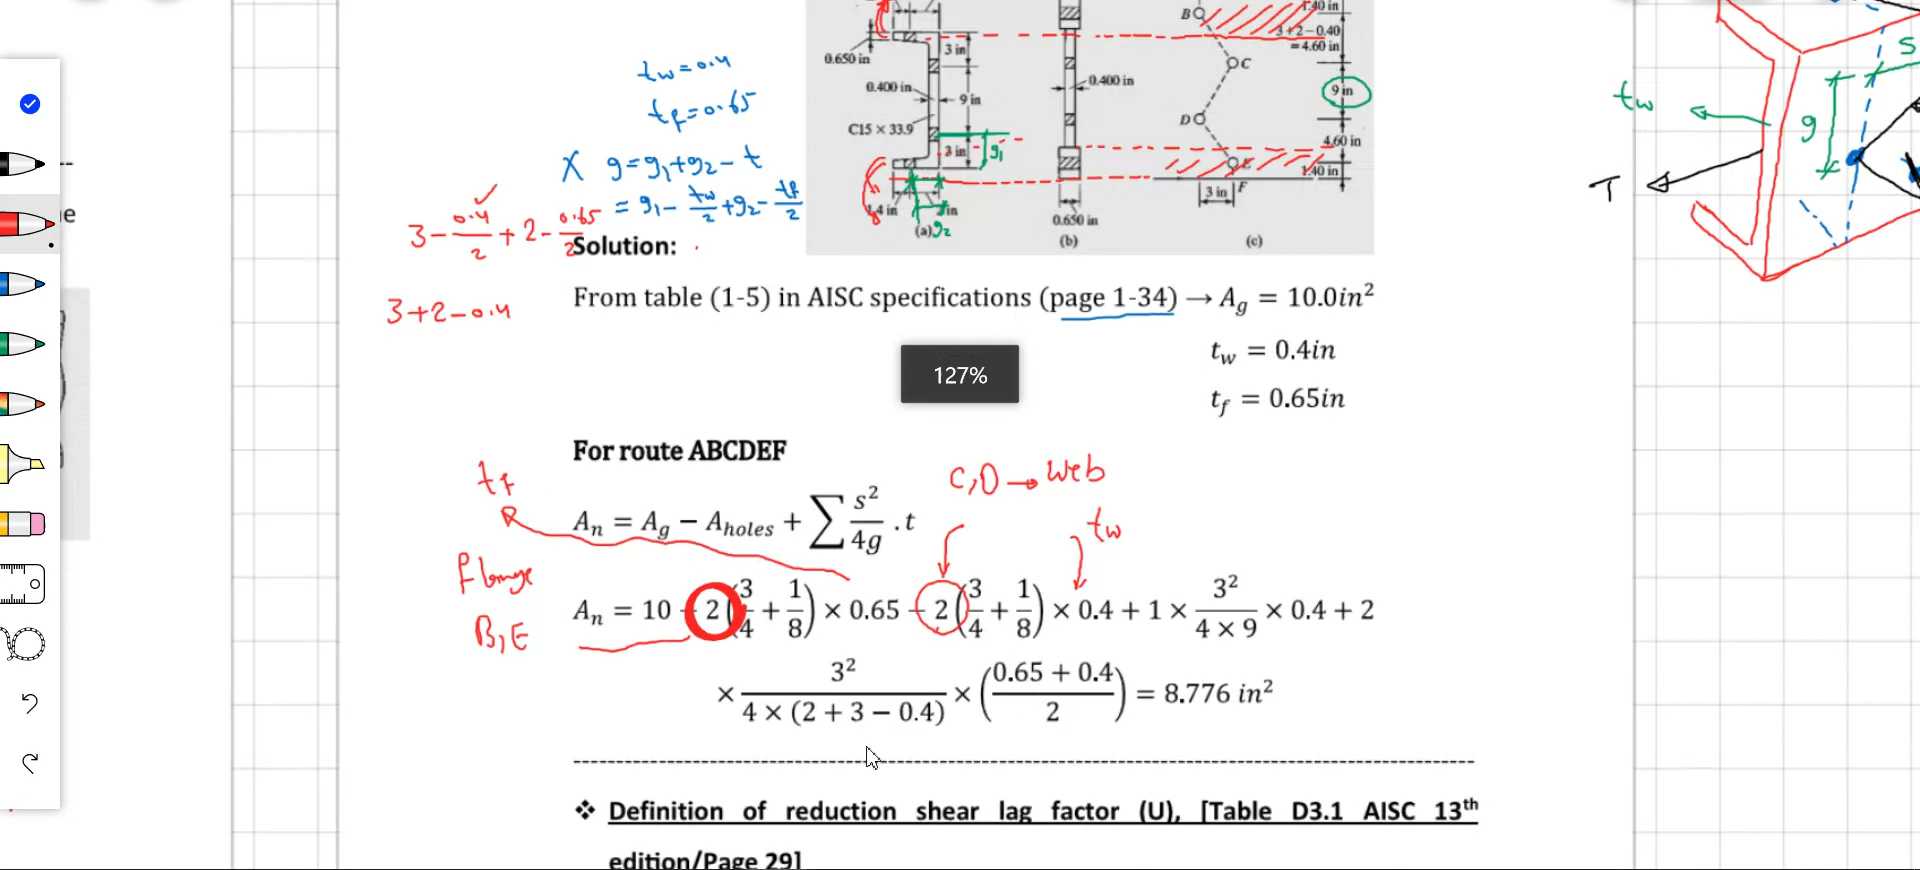 1.40 in
B
3+2−0.40
= 4.60 in
3 in
0.650 in
0.400 in
0.400 in
9 in
9 in
C
D
C15 × 33.9
3 in
4.60 in
E
1.40 in
3 in
F
1.4 in
0.650 in
(a)
(b)
(c)
tw=0.4
tf=0.65
X g=g1+g2−t
= g1− tw/2 +g2− tf/2
3− 0.4/2 + 2− 0.65/2
3+2−0.4
g1
g2
tw
g
S
T
e
Solution:
From table (1-5) in AISC specifications (page 1-34) → Ag = 10.0in²
tw = 0.4in
127%
tf = 0.65in
For route ABCDEF
tf
C,D → Web
An = Ag − Aholes + ∑ s²/4g . t
tw
flange
An = 10 − 2(3/4 + 1/8) × 0.65 − 2(3/4 + 1/8) × 0.4 + 1 × 3²/(4 × 9) × 0.4 + 2
B,E
× 3²/(4 × (2 + 3 − 0.4)) × ((0.65 + 0.4)/2) = 8.776 in²
❖ Definition of reduction shear lag factor (U), [Table D3.1 AISC 13th
edition/Page 29]